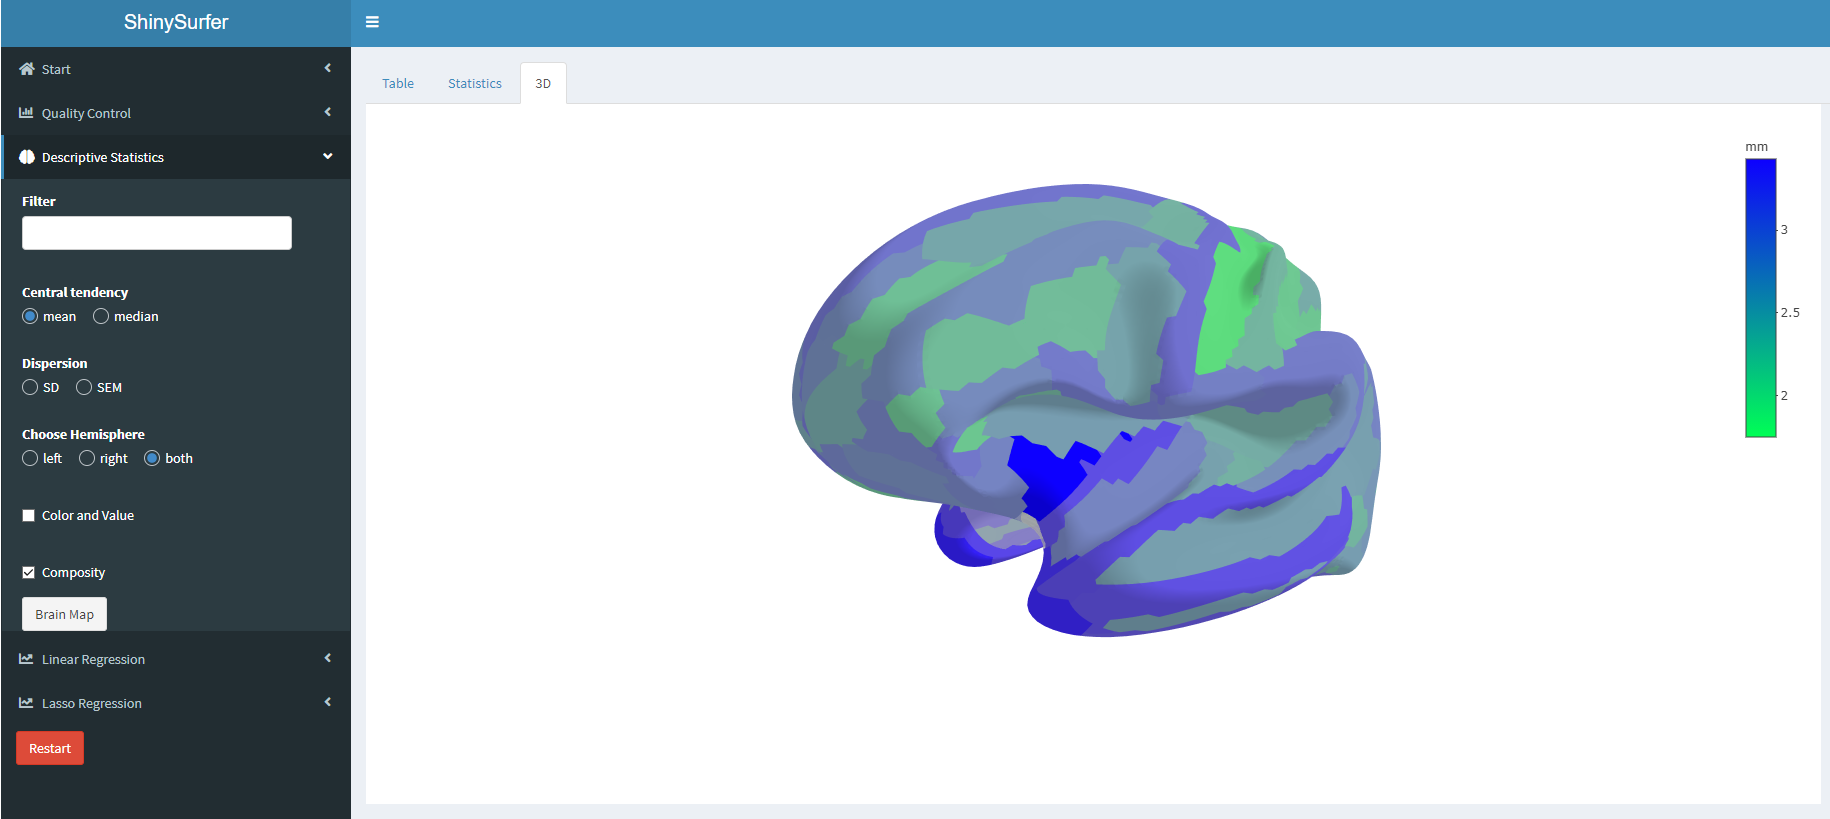 ShinySurfer
Start
Quality Control
Descriptive Statistics
Filter
Central tendency
mean median
Dispersion
SD SEM
Choose Hemisphere
left right both
Color and Value
Composity
Brain Map
Linear Regression
Lasso Regression
Restart
Table Statistics 3D
mm
3
2.5
2